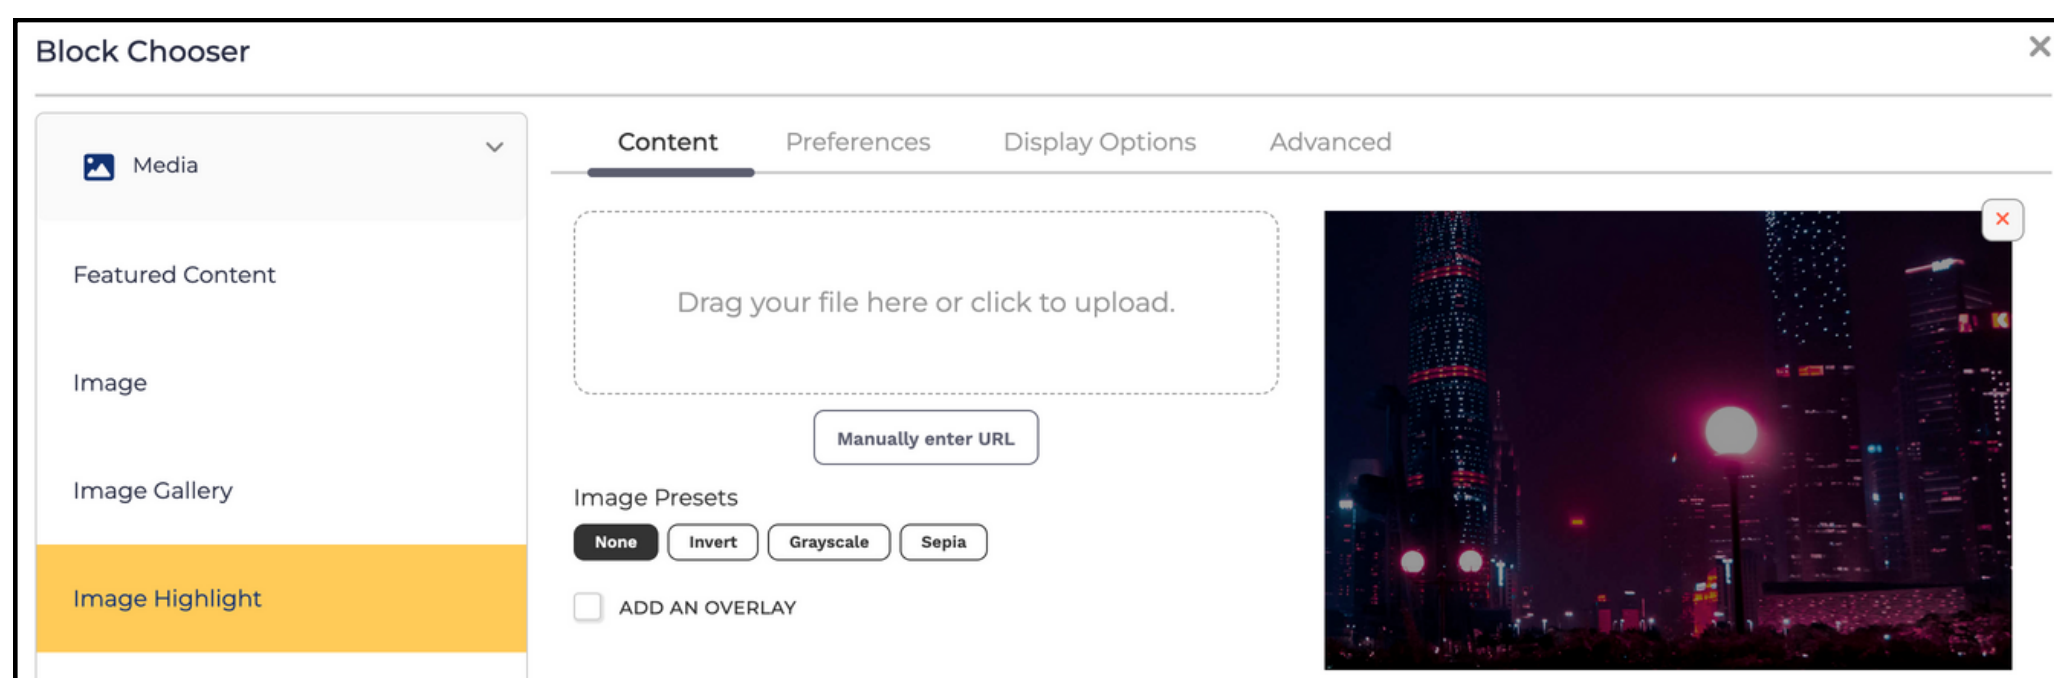 Block Chooser
Media
Featured Content
Image
Image Gallery
Image Highlight
Content Preferences Display Options Advanced
Drag your file here or click to upload.
Manually enter URL
Image Presets
None Invert Grayscale Sepia
ADD AN OVERLAY